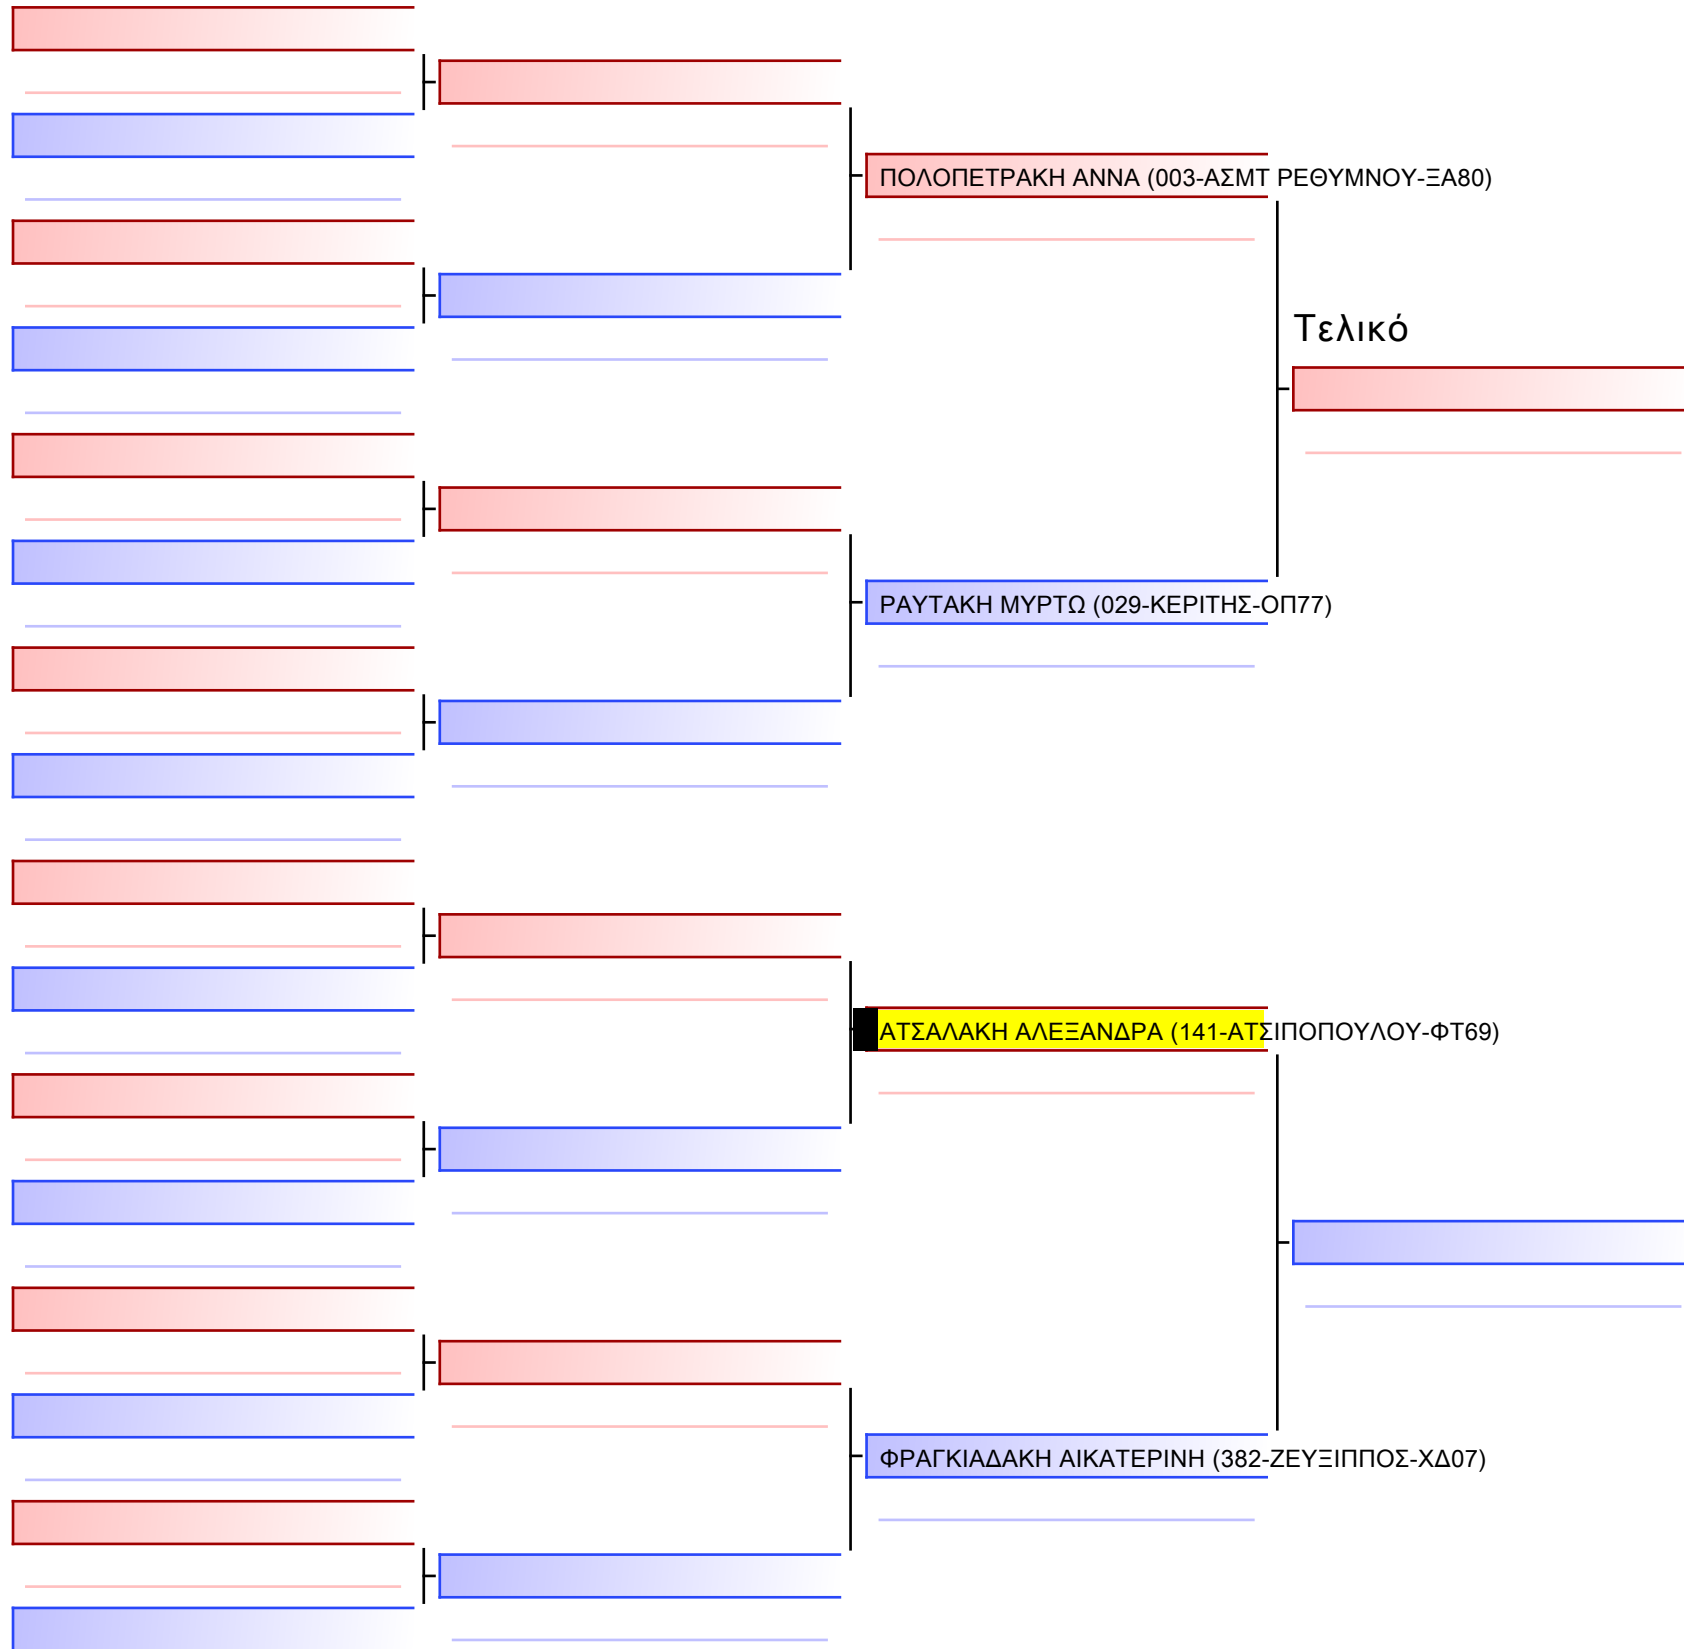 ΠΟΛΟΠΕΤΡΑΚΗ ΑΝΝΑ (003-ΑΣΜΤ ΡΕΘΥΜΝΟΥ-ΞΑ80)
Τελικό
ΡΑΥΤΑΚΗ ΜΥΡΤΩ (029-ΚΕΡΙΤΗΣ-ΟΠ77)
ΑΤΣΑΛΑΚΗ ΑΛΕΞΑΝΔΡΑ (141-ΑΤΣΙΠΟΠΟΥΛΟΥ-ΦΤ69)
ΦΡΑΓΚΙΑΔΑΚΗ ΑΙΚΑΤΕΡΙΝΗ (382-ΖΕΥΞΙΠΠΟΣ-ΧΔ07)